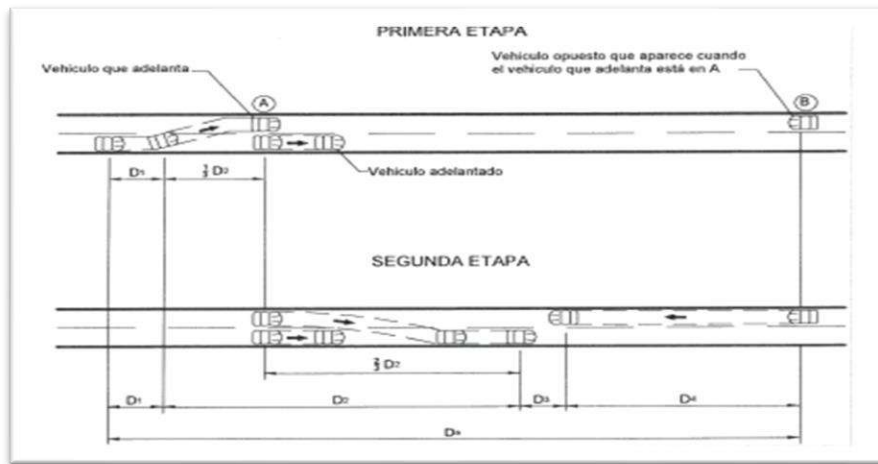 PRIMERA ETAPA
Vehículo que adelanta
Vehículo opuesto que aparece cuando
el vehículo que adelanta está en A
A
B
Vehículo adelantado
D1
1/3 D2
SEGUNDA ETAPA
2/3 D2
D1
D2
D3
D4
Da